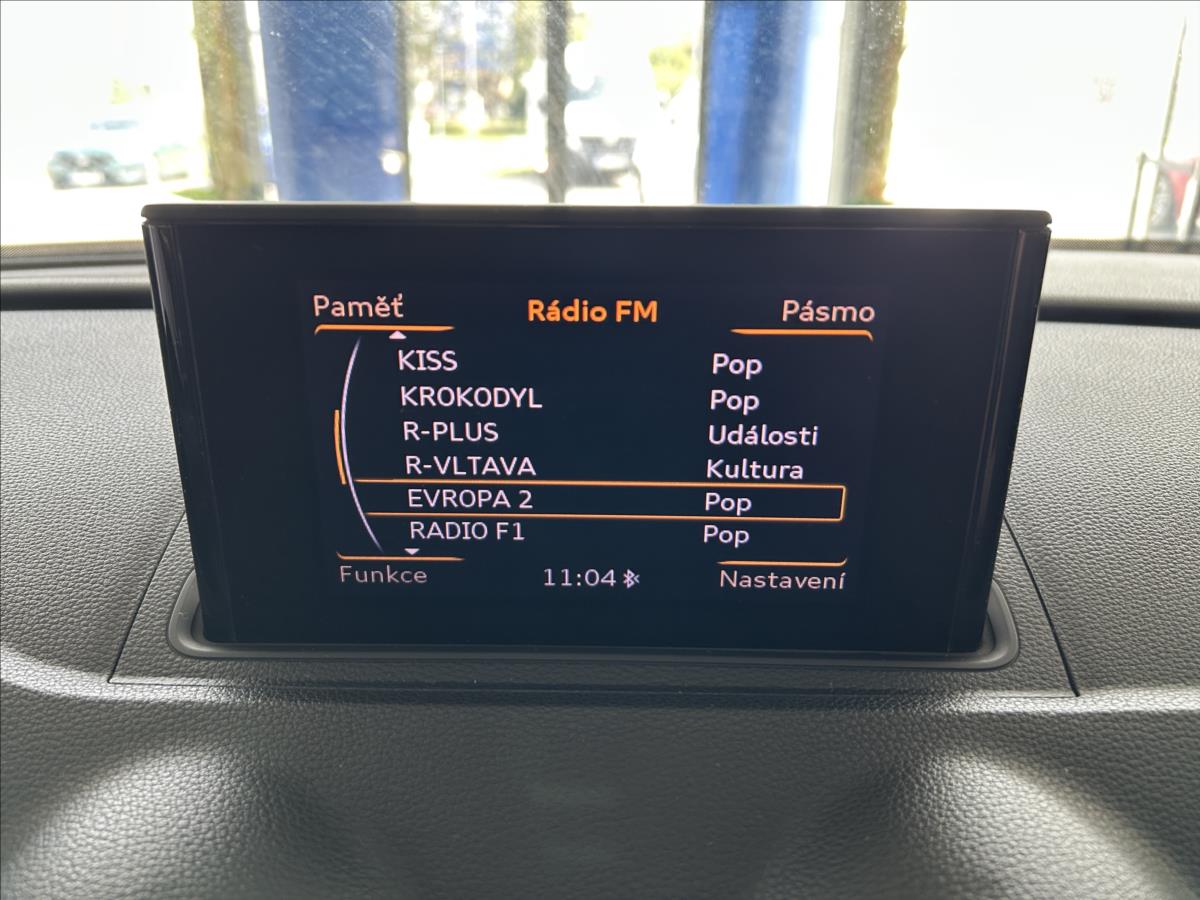 Paměť Rádio FM Pásmo
KISS Pop
KROKODYL Pop
R-PLUS Události
R-VLTAVA Kultura
EVROPA 2 Pop
RADIO F1 Pop
Funkce 11:04 Nastavení